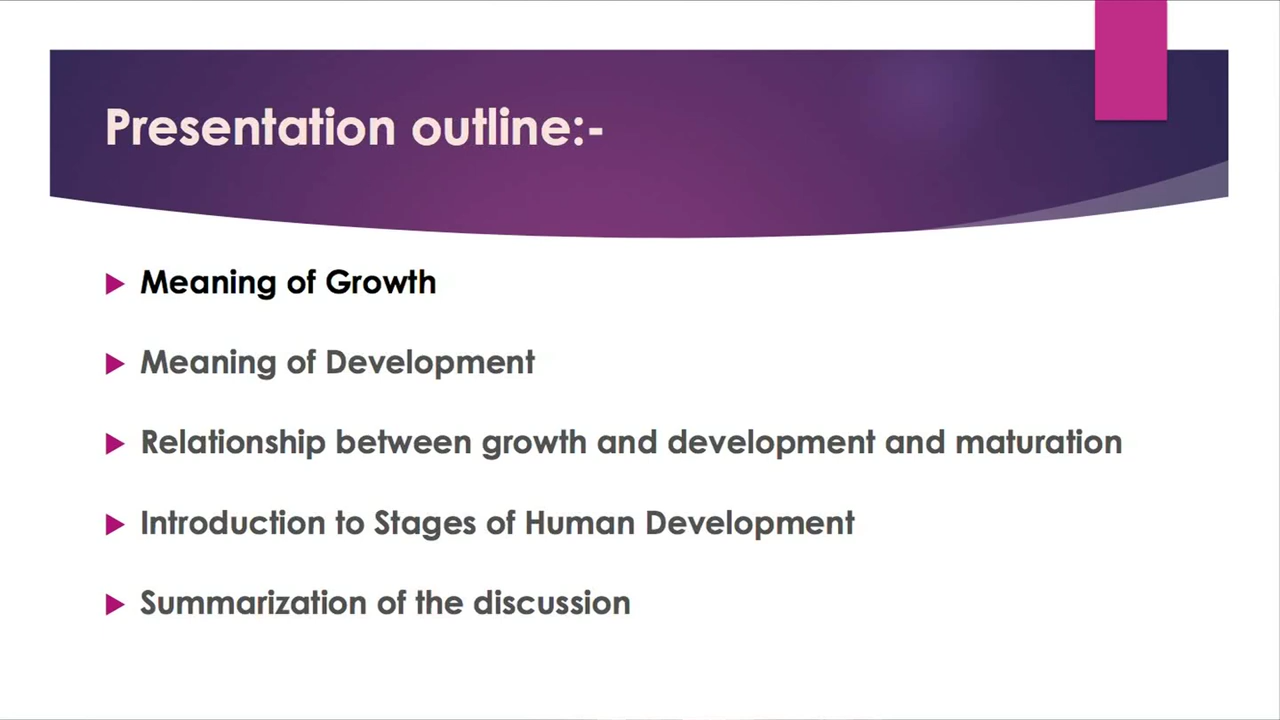 Presentation outline:-
Meaning of Growth
Meaning of Development
Relationship between growth and development and maturation
Introduction to Stages of Human Development
Summarization of the discussion